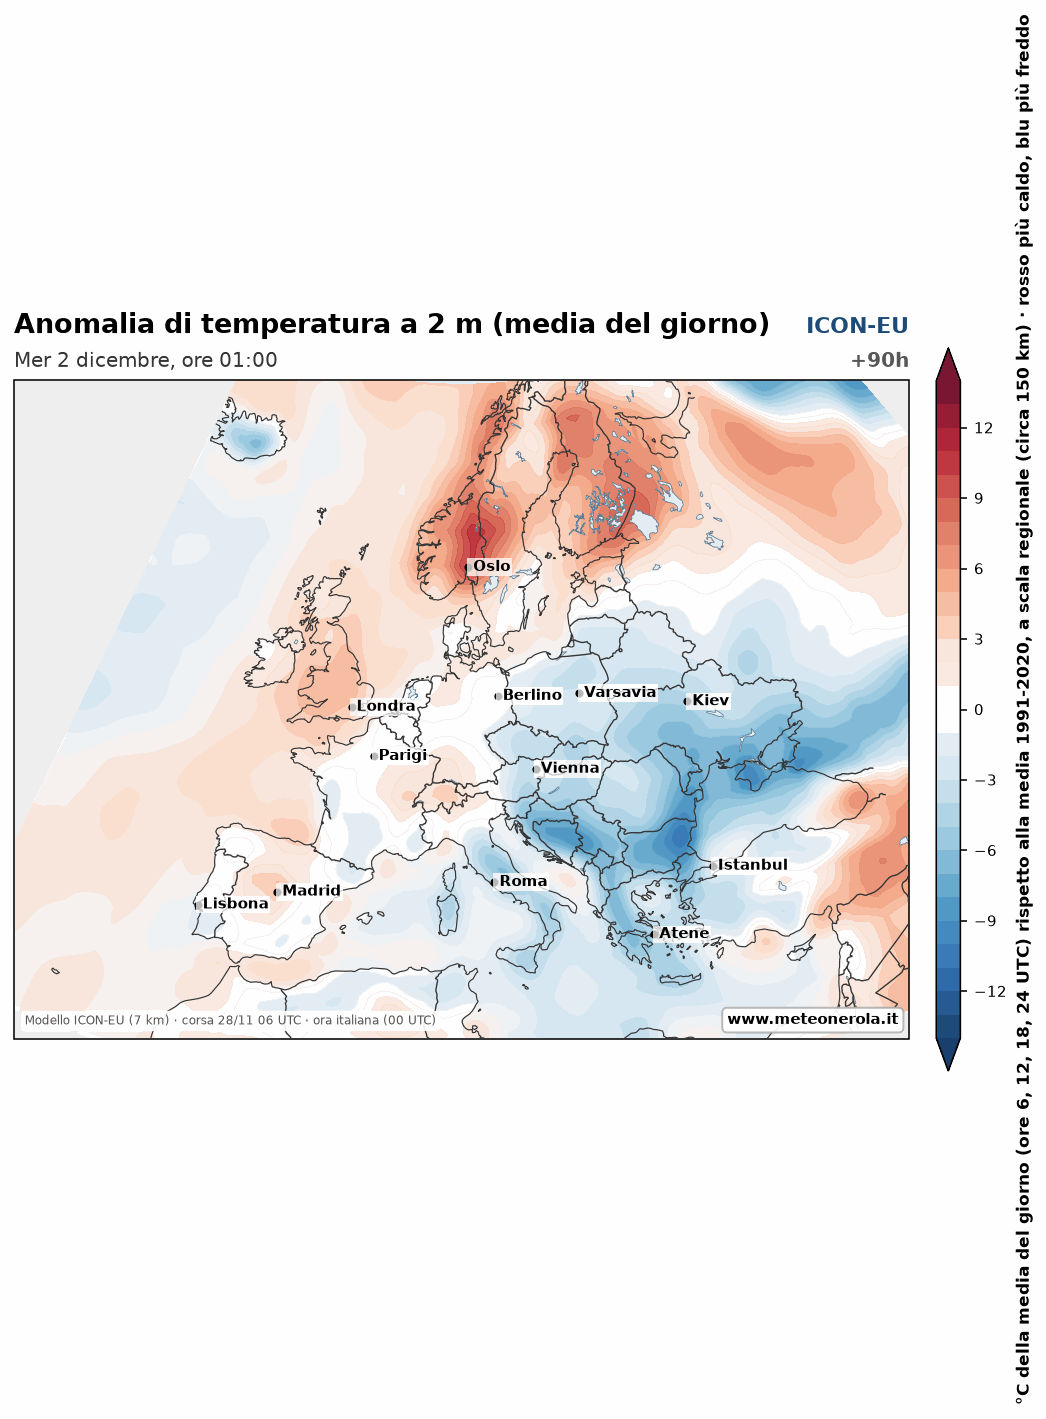 Anomalia di temperatura a 2 m (media del giorno)
ICON-EU
Mer 2 dicembre, ore 01:00
+90h
Oslo
Londra
Berlino
Varsavia
Kiev
Parigi
Vienna
Istanbul
Roma
Madrid
Lisbona
Atene
Modello ICON-EU (7 km) · corsa 28/11 06 UTC · ora italiana (00 UTC)
www.meteonerola.it
12
9
6
3
0
−3
−6
−9
−12
°C della media del giorno (ore 6, 12, 18, 24 UTC) rispetto alla media 1991-2020, a scala regionale (circa 150 km) · rosso più caldo, blu più freddo